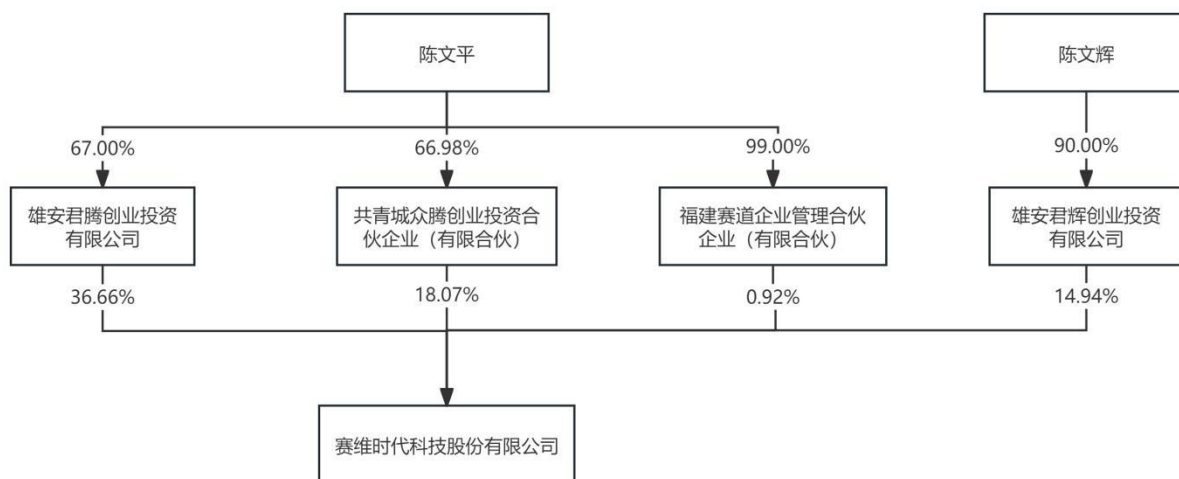 陈文平
陈文辉
67.00%
66.98%
99.00%
90.00%
雄安君腾创业投资
有限公司
共青城众腾创业投资合
伙企业（有限合伙）
福建赛道企业管理合伙
企业（有限合伙）
雄安君辉创业投资
有限公司
36.66%
18.07%
0.92%
14.94%
赛维时代科技股份有限公司